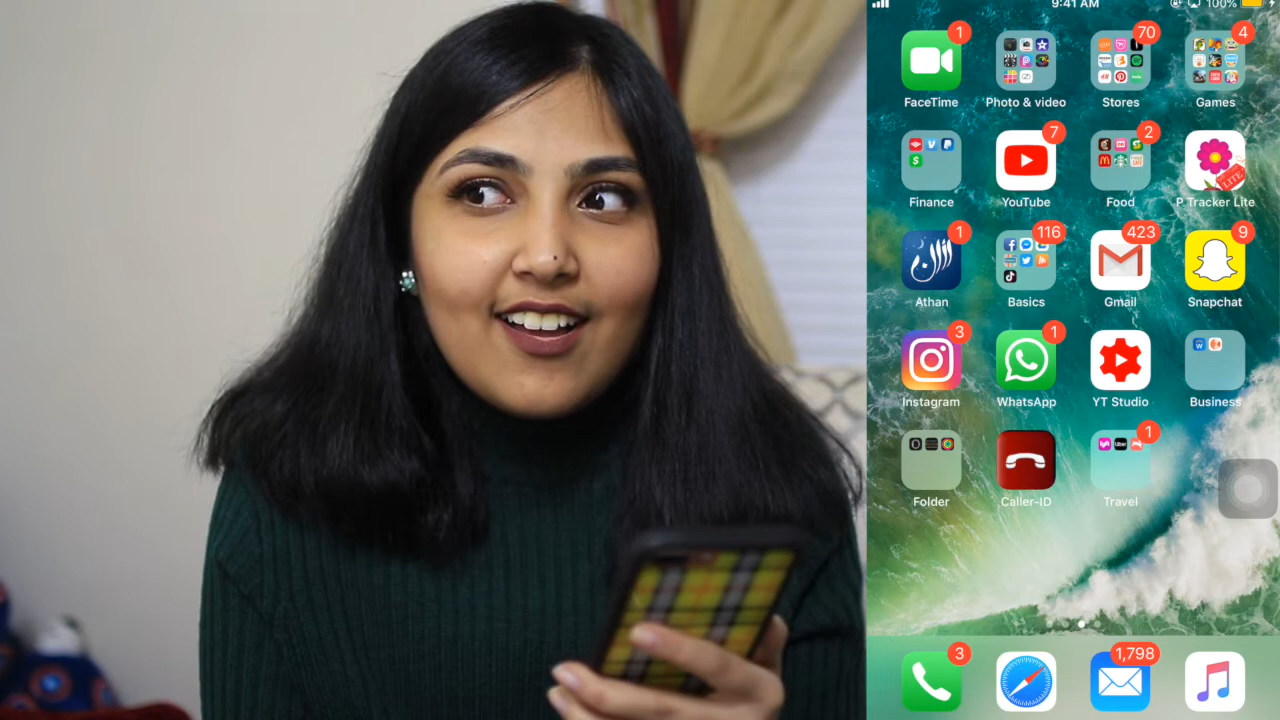 9:41 AM 100%
1 70 4
FaceTime Photo & video Stores Games
7 2
LITE
Finance YouTube Food P Tracker Lite
1 116 423 9
اذان
Athan Basics Gmail Snapchat
3 1
Instagram WhatsApp YT Studio Business
1
Folder Caller-ID Travel
3 1,798